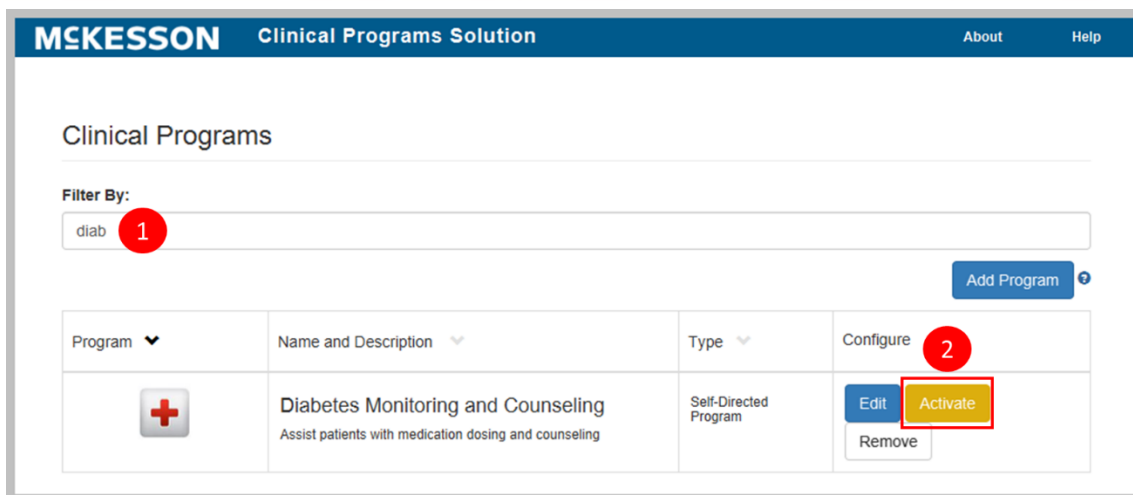 MCKESSON Clinical Programs Solution About Help
Clinical Programs
Filter By:
diab 1
Add Program ?
Program Name and Description Type Configure 2
Diabetes Monitoring and Counseling
Assist patients with medication dosing and counseling
Self-Directed
Program
Edit Activate
Remove